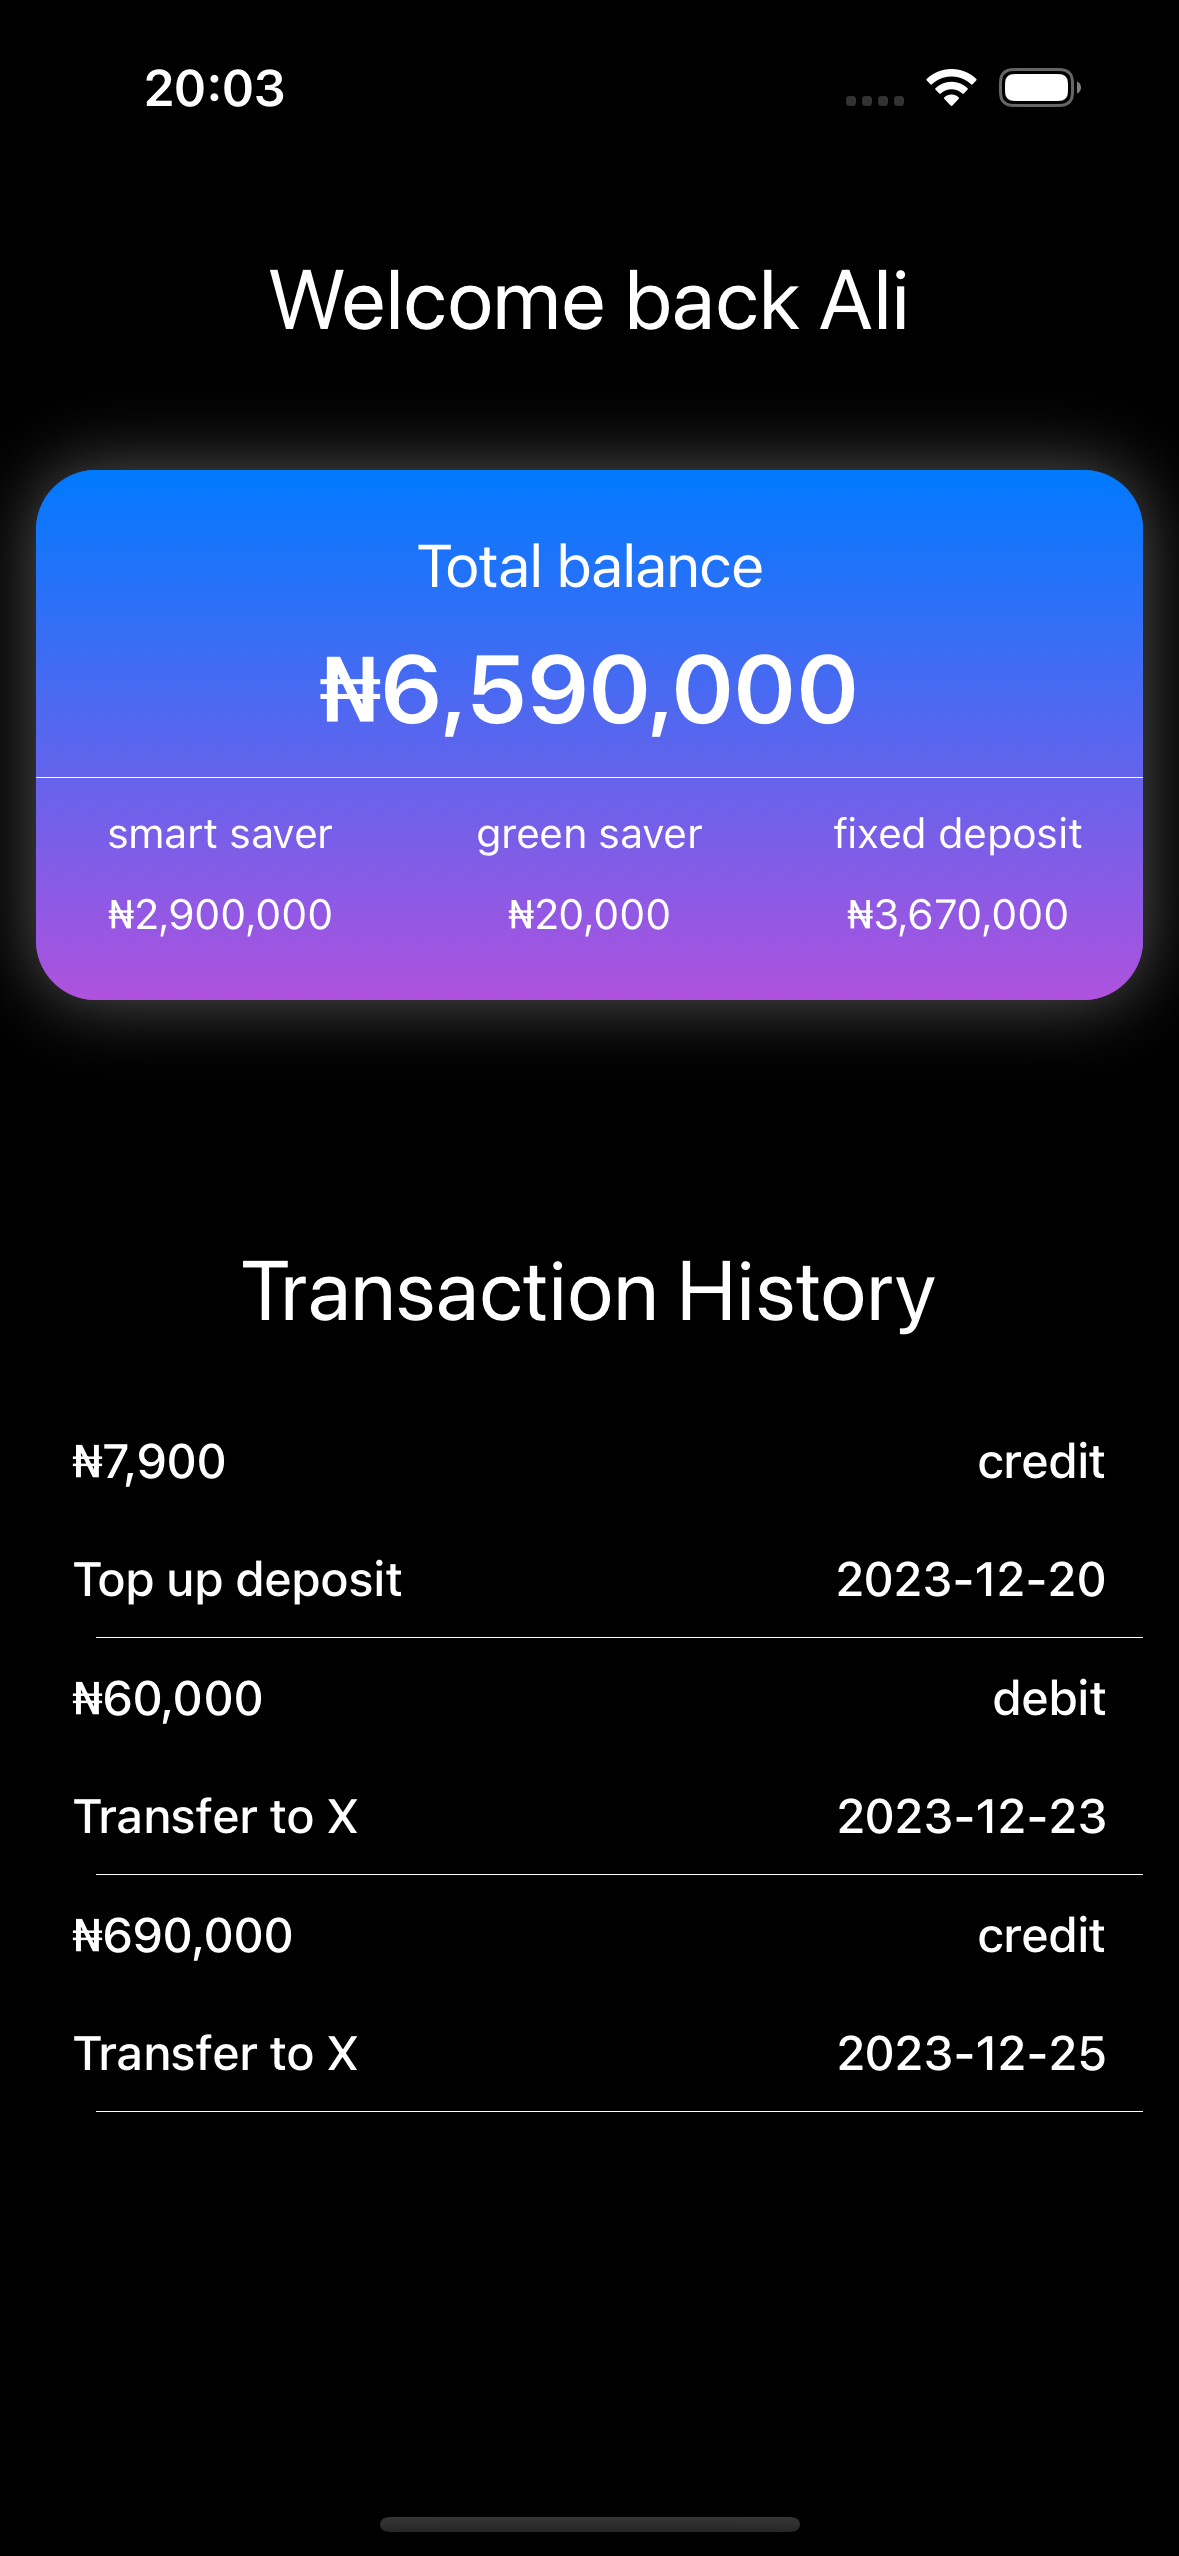 20:03
Welcome back Ali
Total balance
₦6,590,000
smart saver green saver fixed deposit
₦2,900,000 ₦20,000 ₦3,670,000
Transaction History
₦7,900 credit
Top up deposit 2023-12-20
₦60,000 debit
Transfer to X 2023-12-23
₦690,000 credit
Transfer to X 2023-12-25